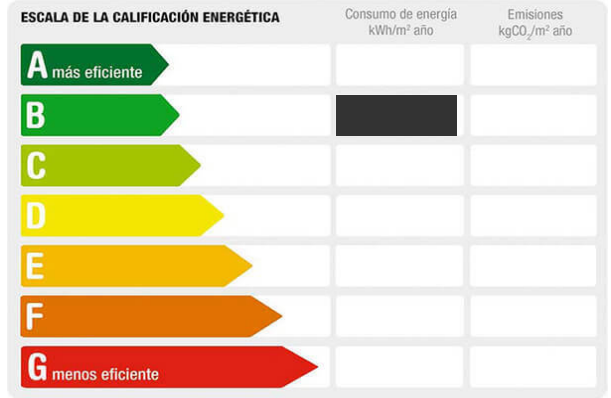 ESCALA DE LA CALIFICACIÓN ENERGÉTICA
Consumo de energía
kWh/m² año
Emisiones
kgCO₂/m² año
A más eficiente
B
C
D
E
F
G menos eficiente